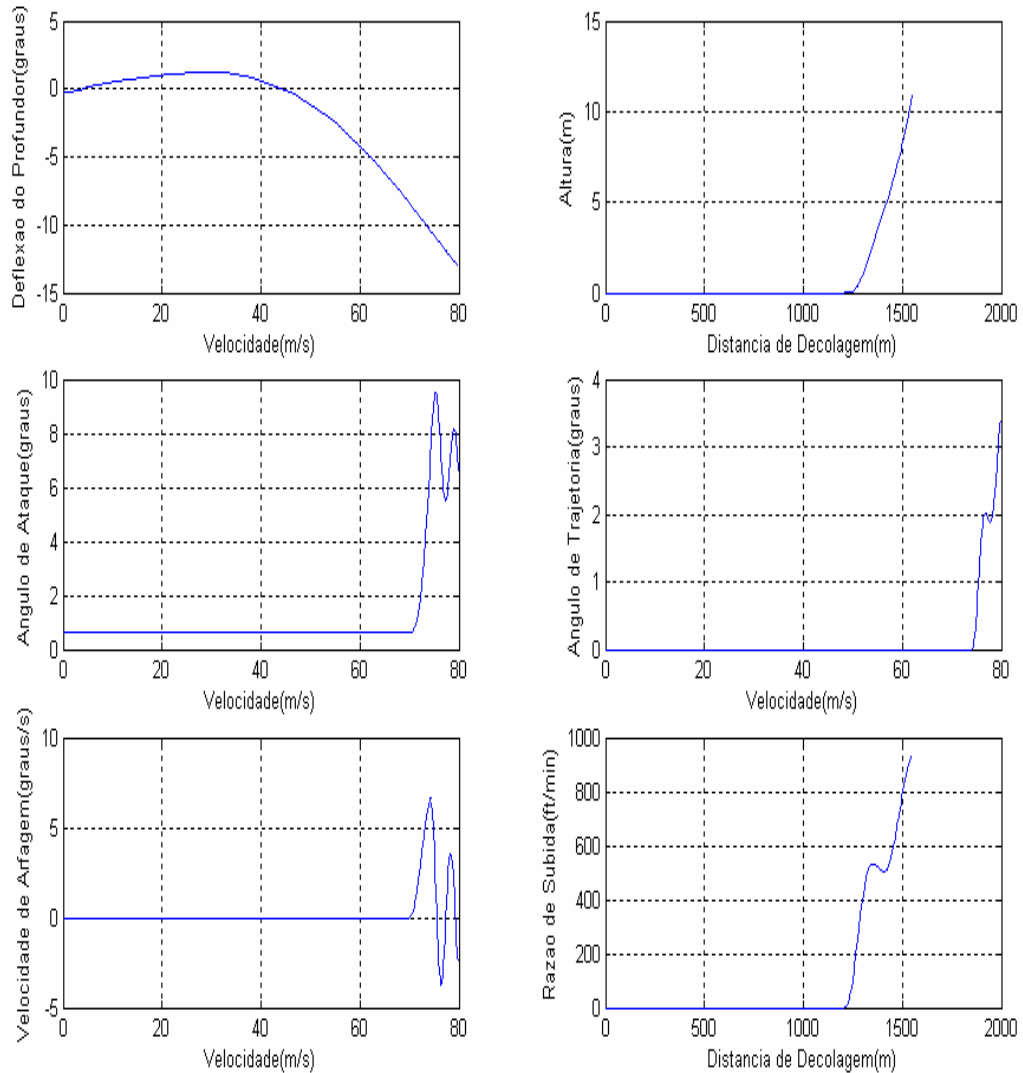 Deflexao do Profundor(graus)
5
0
-5
-10
-15
0 20 40 60 80
Velocidade(m/s)
Altura(m)
15
10
5
0
0 500 1000 1500 2000
Distancia de Decolagem(m)
Angulo de Ataque(graus)
10
8
6
4
2
0
0 20 40 60 80
Velocidade(m/s)
Angulo de Trajetoria(graus)
4
3
2
1
0
0 20 40 60 80
Velocidade(m/s)
Velocidade de Arfagem(graus/s)
10
5
0
-5
0 20 40 60 80
Velocidade(m/s)
Razao de Subida(ft/min)
1000
800
600
400
200
0
0 500 1000 1500 2000
Distancia de Decolagem(m)